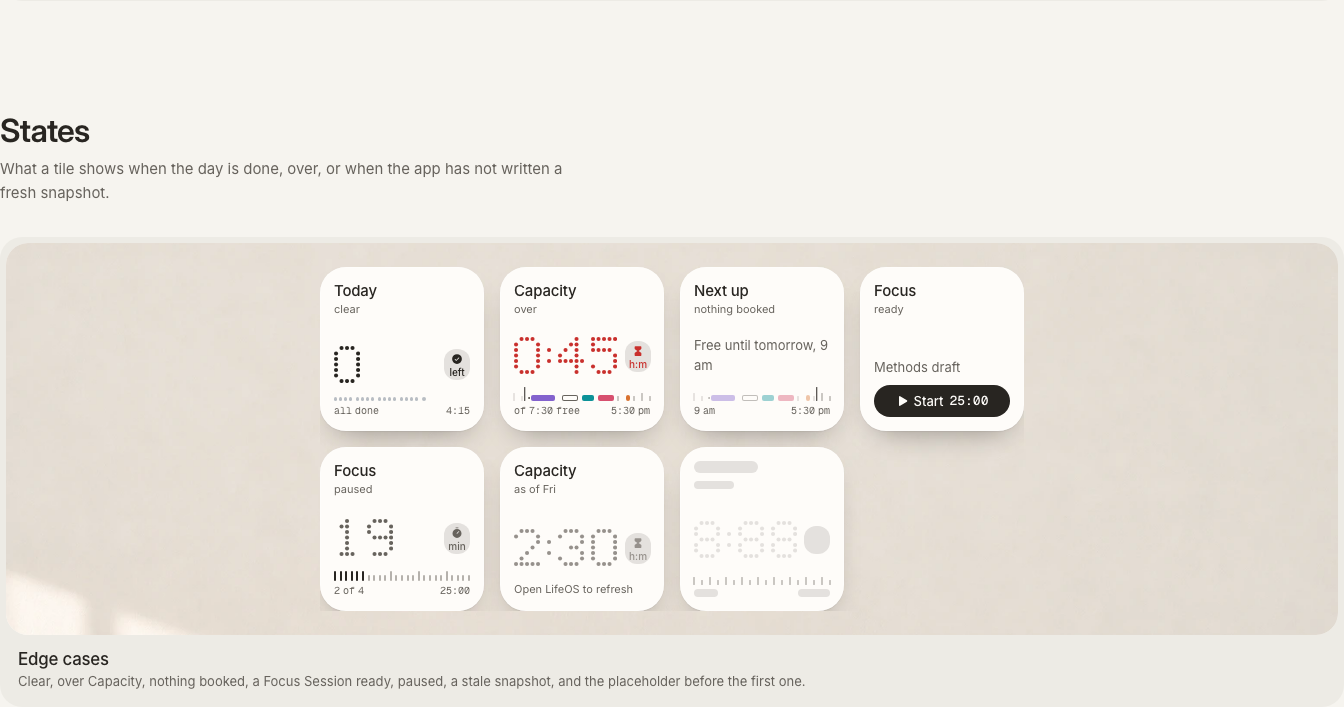 States
What a tile shows when the day is done, over, or when the app has not written a
fresh snapshot.
Today
clear
0
left
all done 4:15
Capacity
over
0:45
h:m
of 7:30 free 5:30 pm
Next up
nothing booked
Free until tomorrow, 9
am
9 am 5:30 pm
Focus
ready
Methods draft
Start 25:00
Focus
paused
19
min
2 of 4 25:00
Capacity
as of Fri
2:30
h:m
Open LifeOS to refresh
8:88
Edge cases
Clear, over Capacity, nothing booked, a Focus Session ready, paused, a stale snapshot, and the placeholder before the first one.